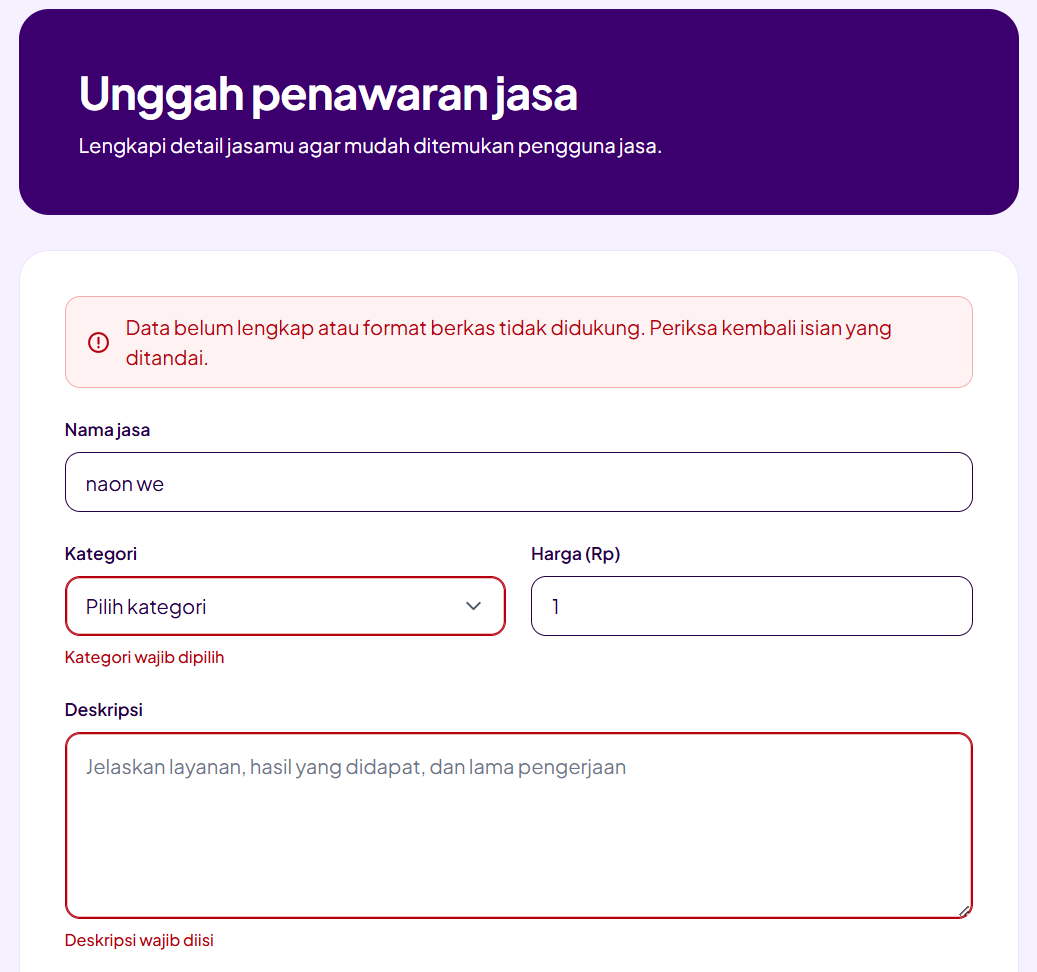 Unggah penawaran jasa
Lengkapi detail jasamu agar mudah ditemukan pengguna jasa.
Data belum lengkap atau format berkas tidak didukung. Periksa kembali isian yang
ditandai.
Nama jasa
naon we
Kategori
Harga (Rp)
Pilih kategori
1
Kategori wajib dipilih
Deskripsi
Jelaskan layanan, hasil yang didapat, dan lama pengerjaan
Deskripsi wajib diisi